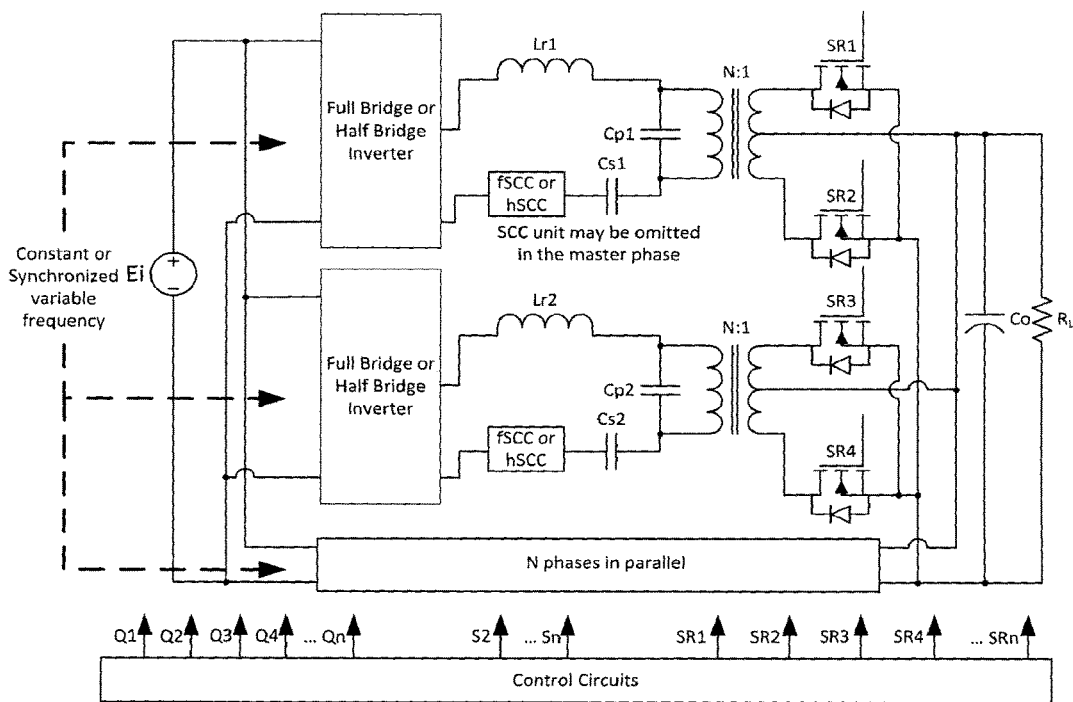 Full Bridge or
Half Bridge
Inverter
Lr1
Cp1
Cs1
fSCC or
hSCC
SCC unit may be omitted
in the master phase
N:1
SR1
SR2
Constant or
Synchronized
variable
frequency
Ei
Full Bridge or
Half Bridge
Inverter
Lr2
Cp2
Cs2
fSCC or
hSCC
N:1
SR3
SR4
Co
RL
N phases in parallel
Q1
Q2
Q3
Q4
... Qn
S2
... Sn
SR1
SR2
SR3
SR4
... SRn
Control Circuits